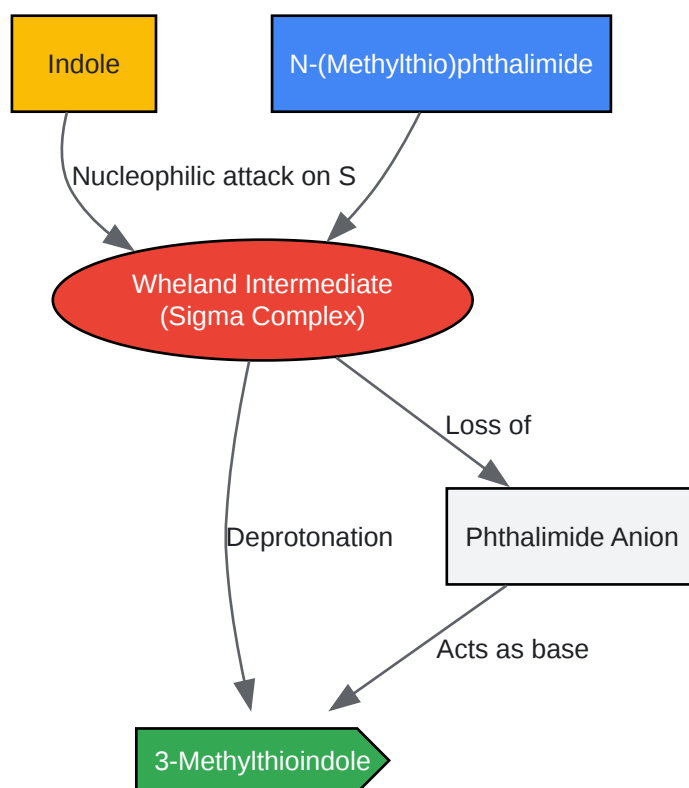 Indole
N-(Methylthio)phthalimide
Nucleophilic attack on S
Wheland Intermediate
(Sigma Complex)
Loss of
Deprotonation
Phthalimide Anion
Acts as base
3-Methylthioindole